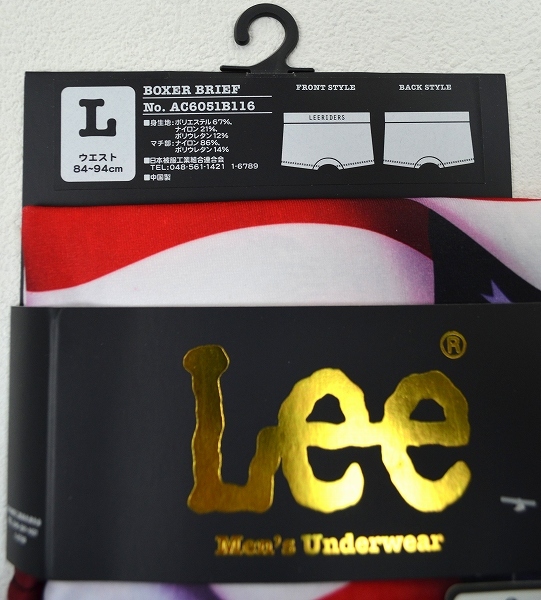 L
ウエスト
84~94cm
BOXER BRIEF
No. AC6051B116
■身生地:ポリエステル67%,
ナイロン21%,
ポリウレタン12%
マチ部:ナイロン86%,
ポリウレタン14%
■日本被服工業組合連合会
TEL:048-561-1421 1-6789
■中国製
FRONT STYLE
LEERIDERS
BACK STYLE
Lee®
Men's Underwear